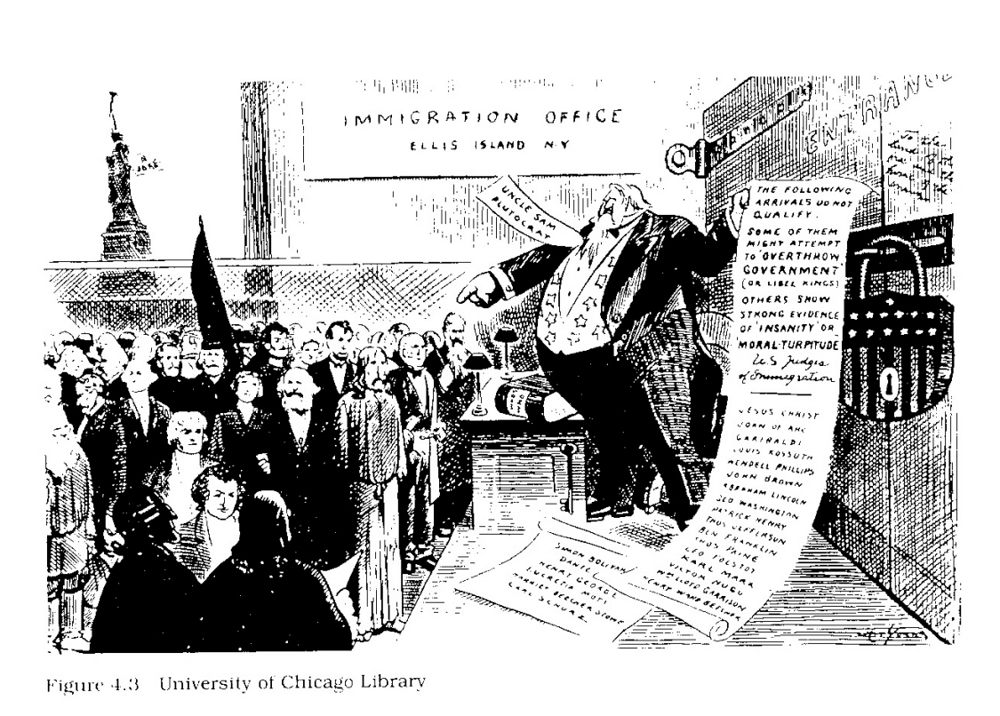 IMMIGRATION OFFICE
ELLIS ISLAND N.Y
A
JOKE
UNCLE SAM
PLUTOCRAT
ENTRANCE
THE FOLLOWING
ARRIVALS DO NOT
QUALIFY.
SOME OF THEM
MIGHT ATTEMPT
TO "OVERTHROW
GOVERNMENT"
(OR LIBEL KINGS)
OTHERS SHOW
STRONG EVIDENCE
OF "INSANITY" OR
MORAL-TURPITUDE
U.S Judges
of Immigration
JESUS CHRIST
JOAN OF ARC
GARIBALDI
LOUIS KOSSUTH
WENDELL PHILLIPS
JOHN BROWN
ABRAHAM LINCOLN
GEO WASHINGTON
PATRICK HENRY
THOS JEFFERSON
BEN FRANKLIN
THOS PAINE
LEO TOLSTOI
KARL MARX
VICTOR HUGO
WM LLOYD GARRISON
HENRY WARD BEECHER
SIMON BOLIVAR
DANIEL
HENRY GEORGE
LUCRETIA MOTT
HARRIET BEECHER STOWE
CARL SCHURZ
Figure 4.3 University of Chicago Library